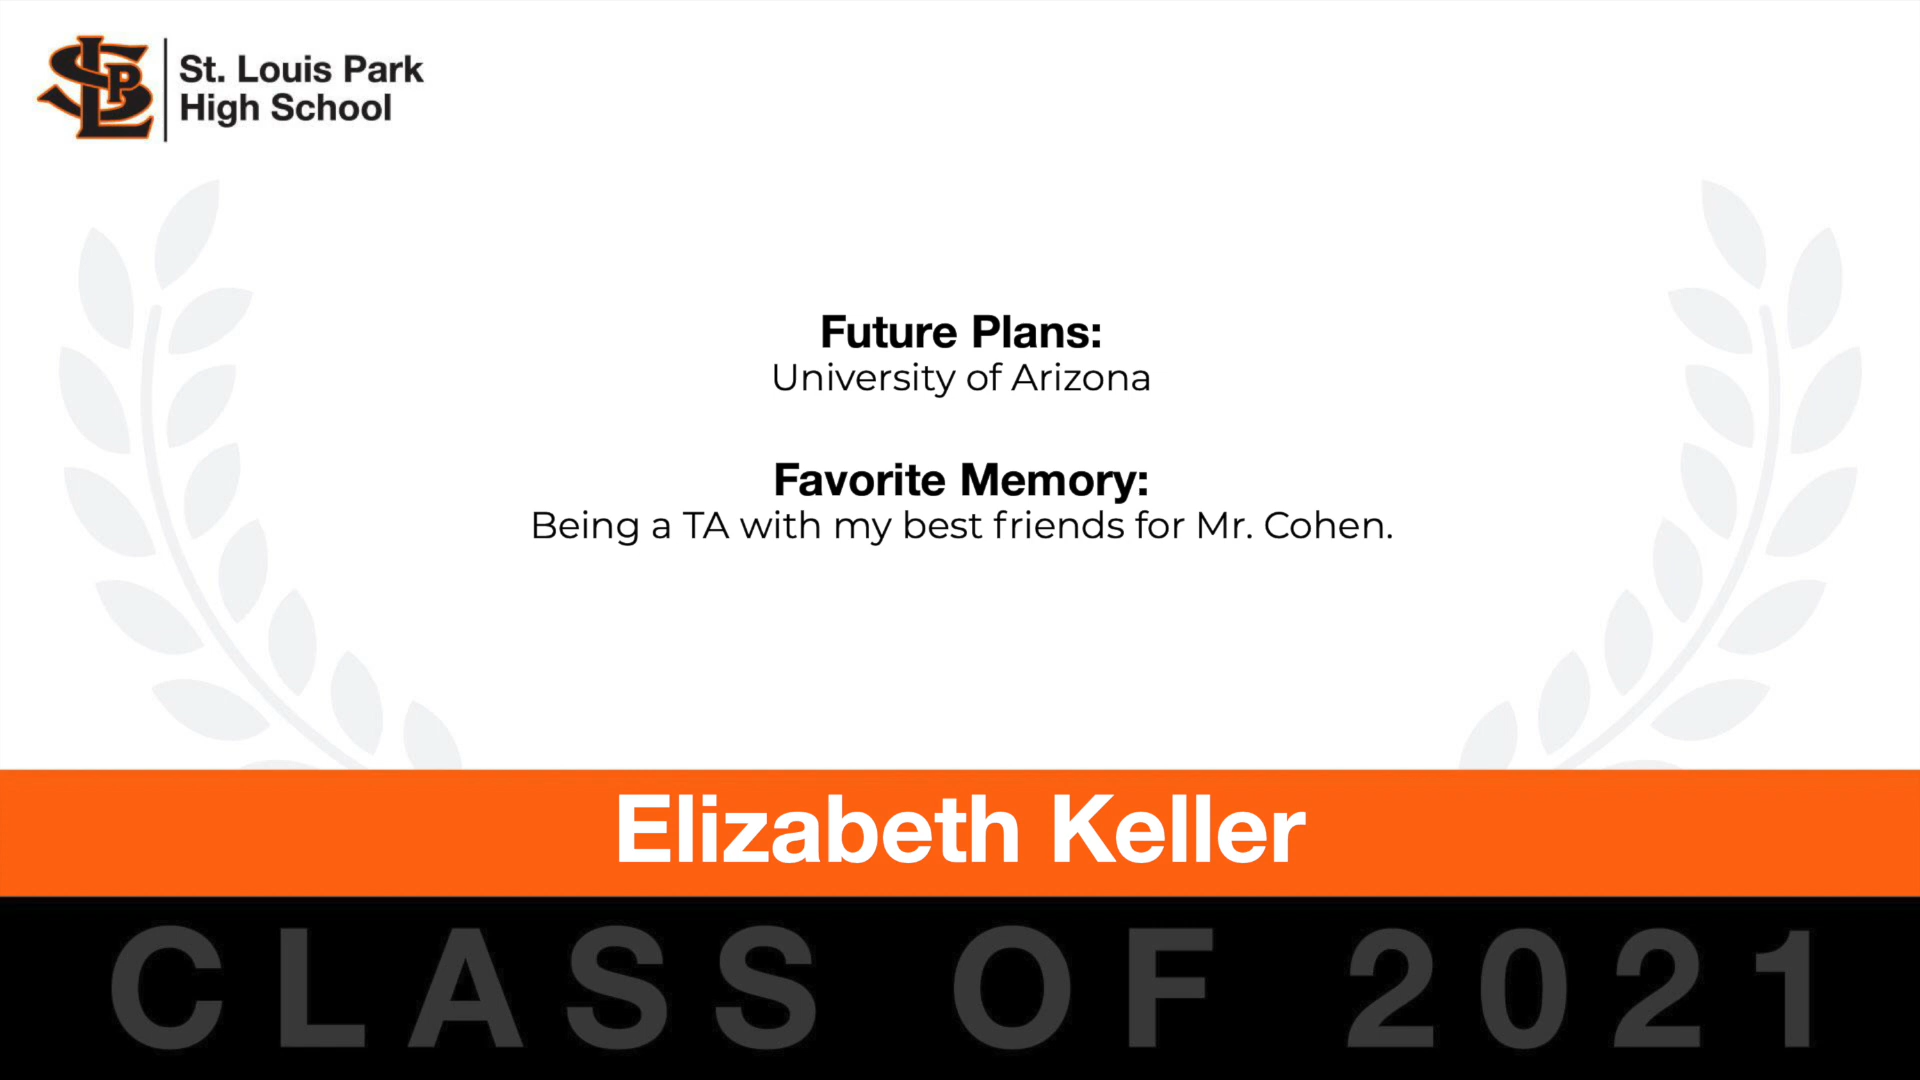 SLP
St. Louis Park
High School
Future Plans:
University of Arizona
Favorite Memory:
Being a TA with my best friends for Mr. Cohen.
Elizabeth Keller
CLASS OF 2021